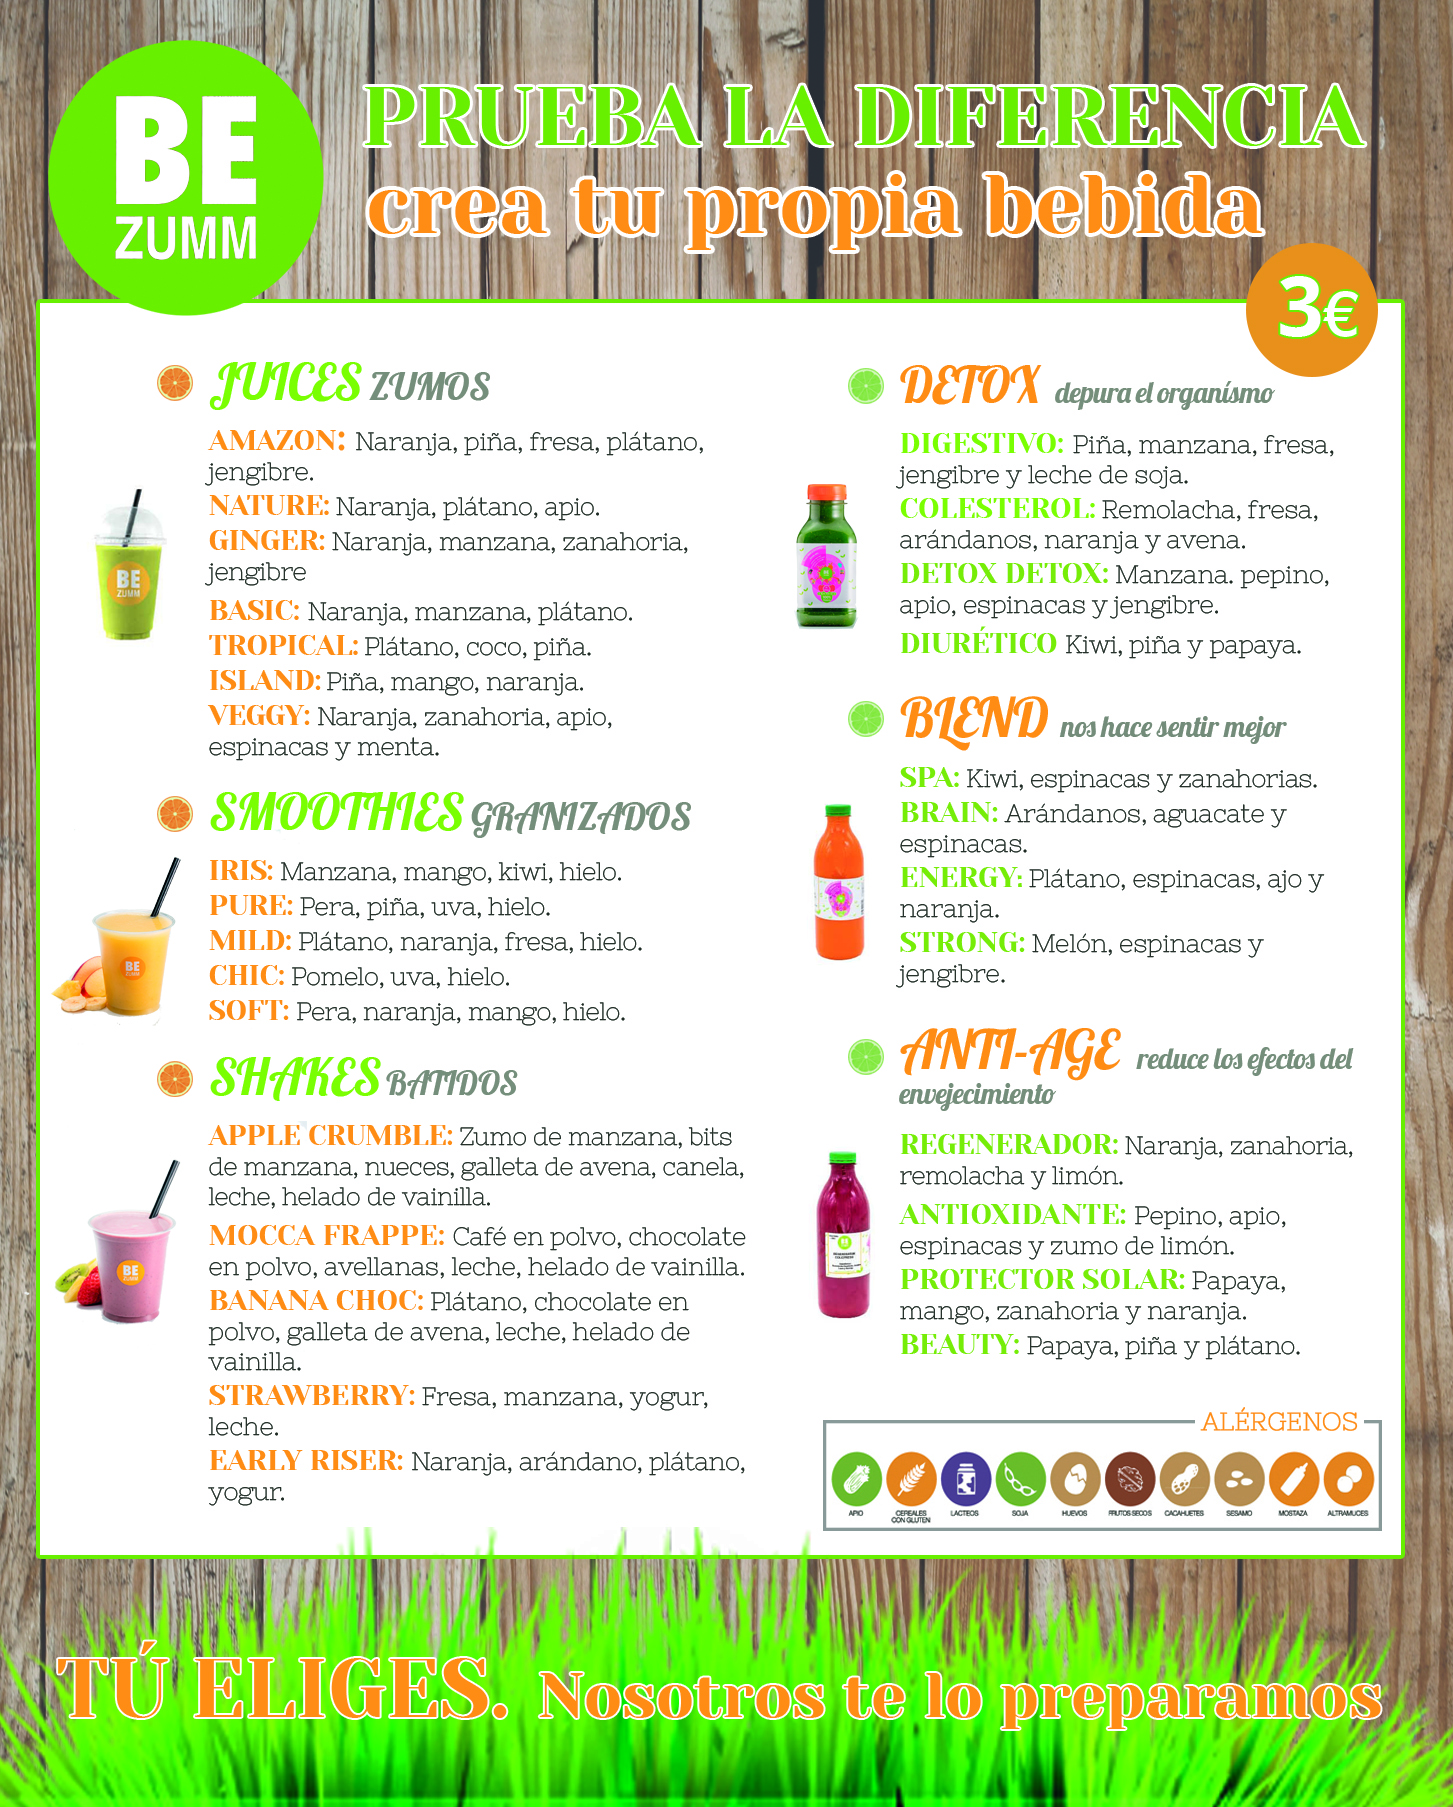 BE
ZUMM
PRUEBA LA DIFERENCIA
crea tu propia bebida
3€
JUICES ZUMOS
AMAZON: Naranja, piña, fresa, plátano,
jengibre.
NATURE: Naranja, plátano, apio.
GINGER: Naranja, manzana, zanahoria,
jengibre
BASIC: Naranja, manzana, plátano.
TROPICAL: Plátano, coco, piña.
ISLAND: Piña, mango, naranja.
VEGGY: Naranja, zanahoria, apio,
espinacas y menta.
BE
ZUMM
SMOOTHIES GRANIZADOS
IRIS: Manzana, mango, kiwi, hielo.
PURE: Pera, piña, uva, hielo.
MILD: Plátano, naranja, fresa, hielo.
CHIC: Pomelo, uva, hielo.
SOFT: Pera, naranja, mango, hielo.
BE
ZUMM
SHAKES BATIDOS
APPLE CRUMBLE: Zumo de manzana, bits
de manzana, nueces, galleta de avena, canela,
leche, helado de vainilla.
MOCCA FRAPPE: Café en polvo, chocolate
en polvo, avellanas, leche, helado de vainilla.
BANANA CHOC: Plátano, chocolate en
polvo, galleta de avena, leche, helado de
vainilla.
STRAWBERRY: Fresa, manzana, yogur,
leche.
EARLY RISER: Naranja, arándano, plátano,
yogur.
BE
ZUMM
DETOX depura el organísmo
DIGESTIVO: Piña, manzana, fresa,
jengibre y leche de soja.
COLESTEROL: Remolacha, fresa,
arándanos, naranja y avena.
DETOX DETOX: Manzana. pepino,
apio, espinacas y jengibre.
DIURÉTICO Kiwi, piña y papaya.
BLEND nos hace sentir mejor
SPA: Kiwi, espinacas y zanahorias.
BRAIN: Arándanos, aguacate y
espinacas.
ENERGY: Plátano, espinacas, ajo y
naranja.
STRONG: Melón, espinacas y
jengibre.
ANTI-AGE reduce los efectos del
envejecimiento
REGENERADOR: Naranja, zanahoria,
remolacha y limón.
ANTIOXIDANTE: Pepino, apio,
espinacas y zumo de limón.
PROTECTOR SOLAR: Papaya,
mango, zanahoria y naranja.
BEAUTY: Papaya, piña y plátano.
BE
ALÉRGENOS
APIO
CEREALES
CON GLUTEN
LACTEOS
SOJA
HUEVOS
FRUTOS SECOS
CACAHUETES
SESAMO
MOSTAZA
ALTRAMUCES
TÚ ELIGES. Nosotros te lo preparamos